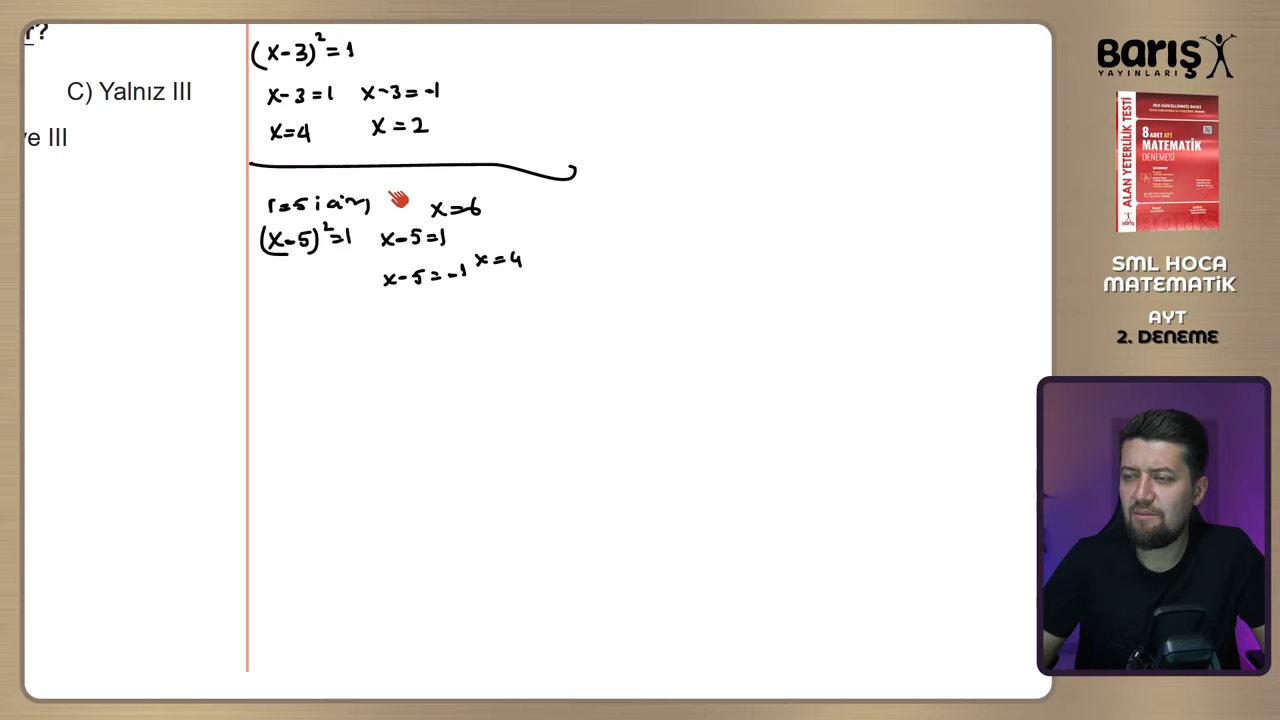 r?
C) Yalnız III
ve III
(x-3)²=1
x-3=1 x-3=-1
x=4 x=2
r=5 için x=6
(x-5)²=1 x-5=1
x-5=-1 x=4
BARIŞ
YAYINLARI
ALAN YETERLİLİK TESTİ
8 ADET AYT
MATEMATİK
DENEMESİ
SML HOCA
MATEMATİK
AYT
2. DENEME